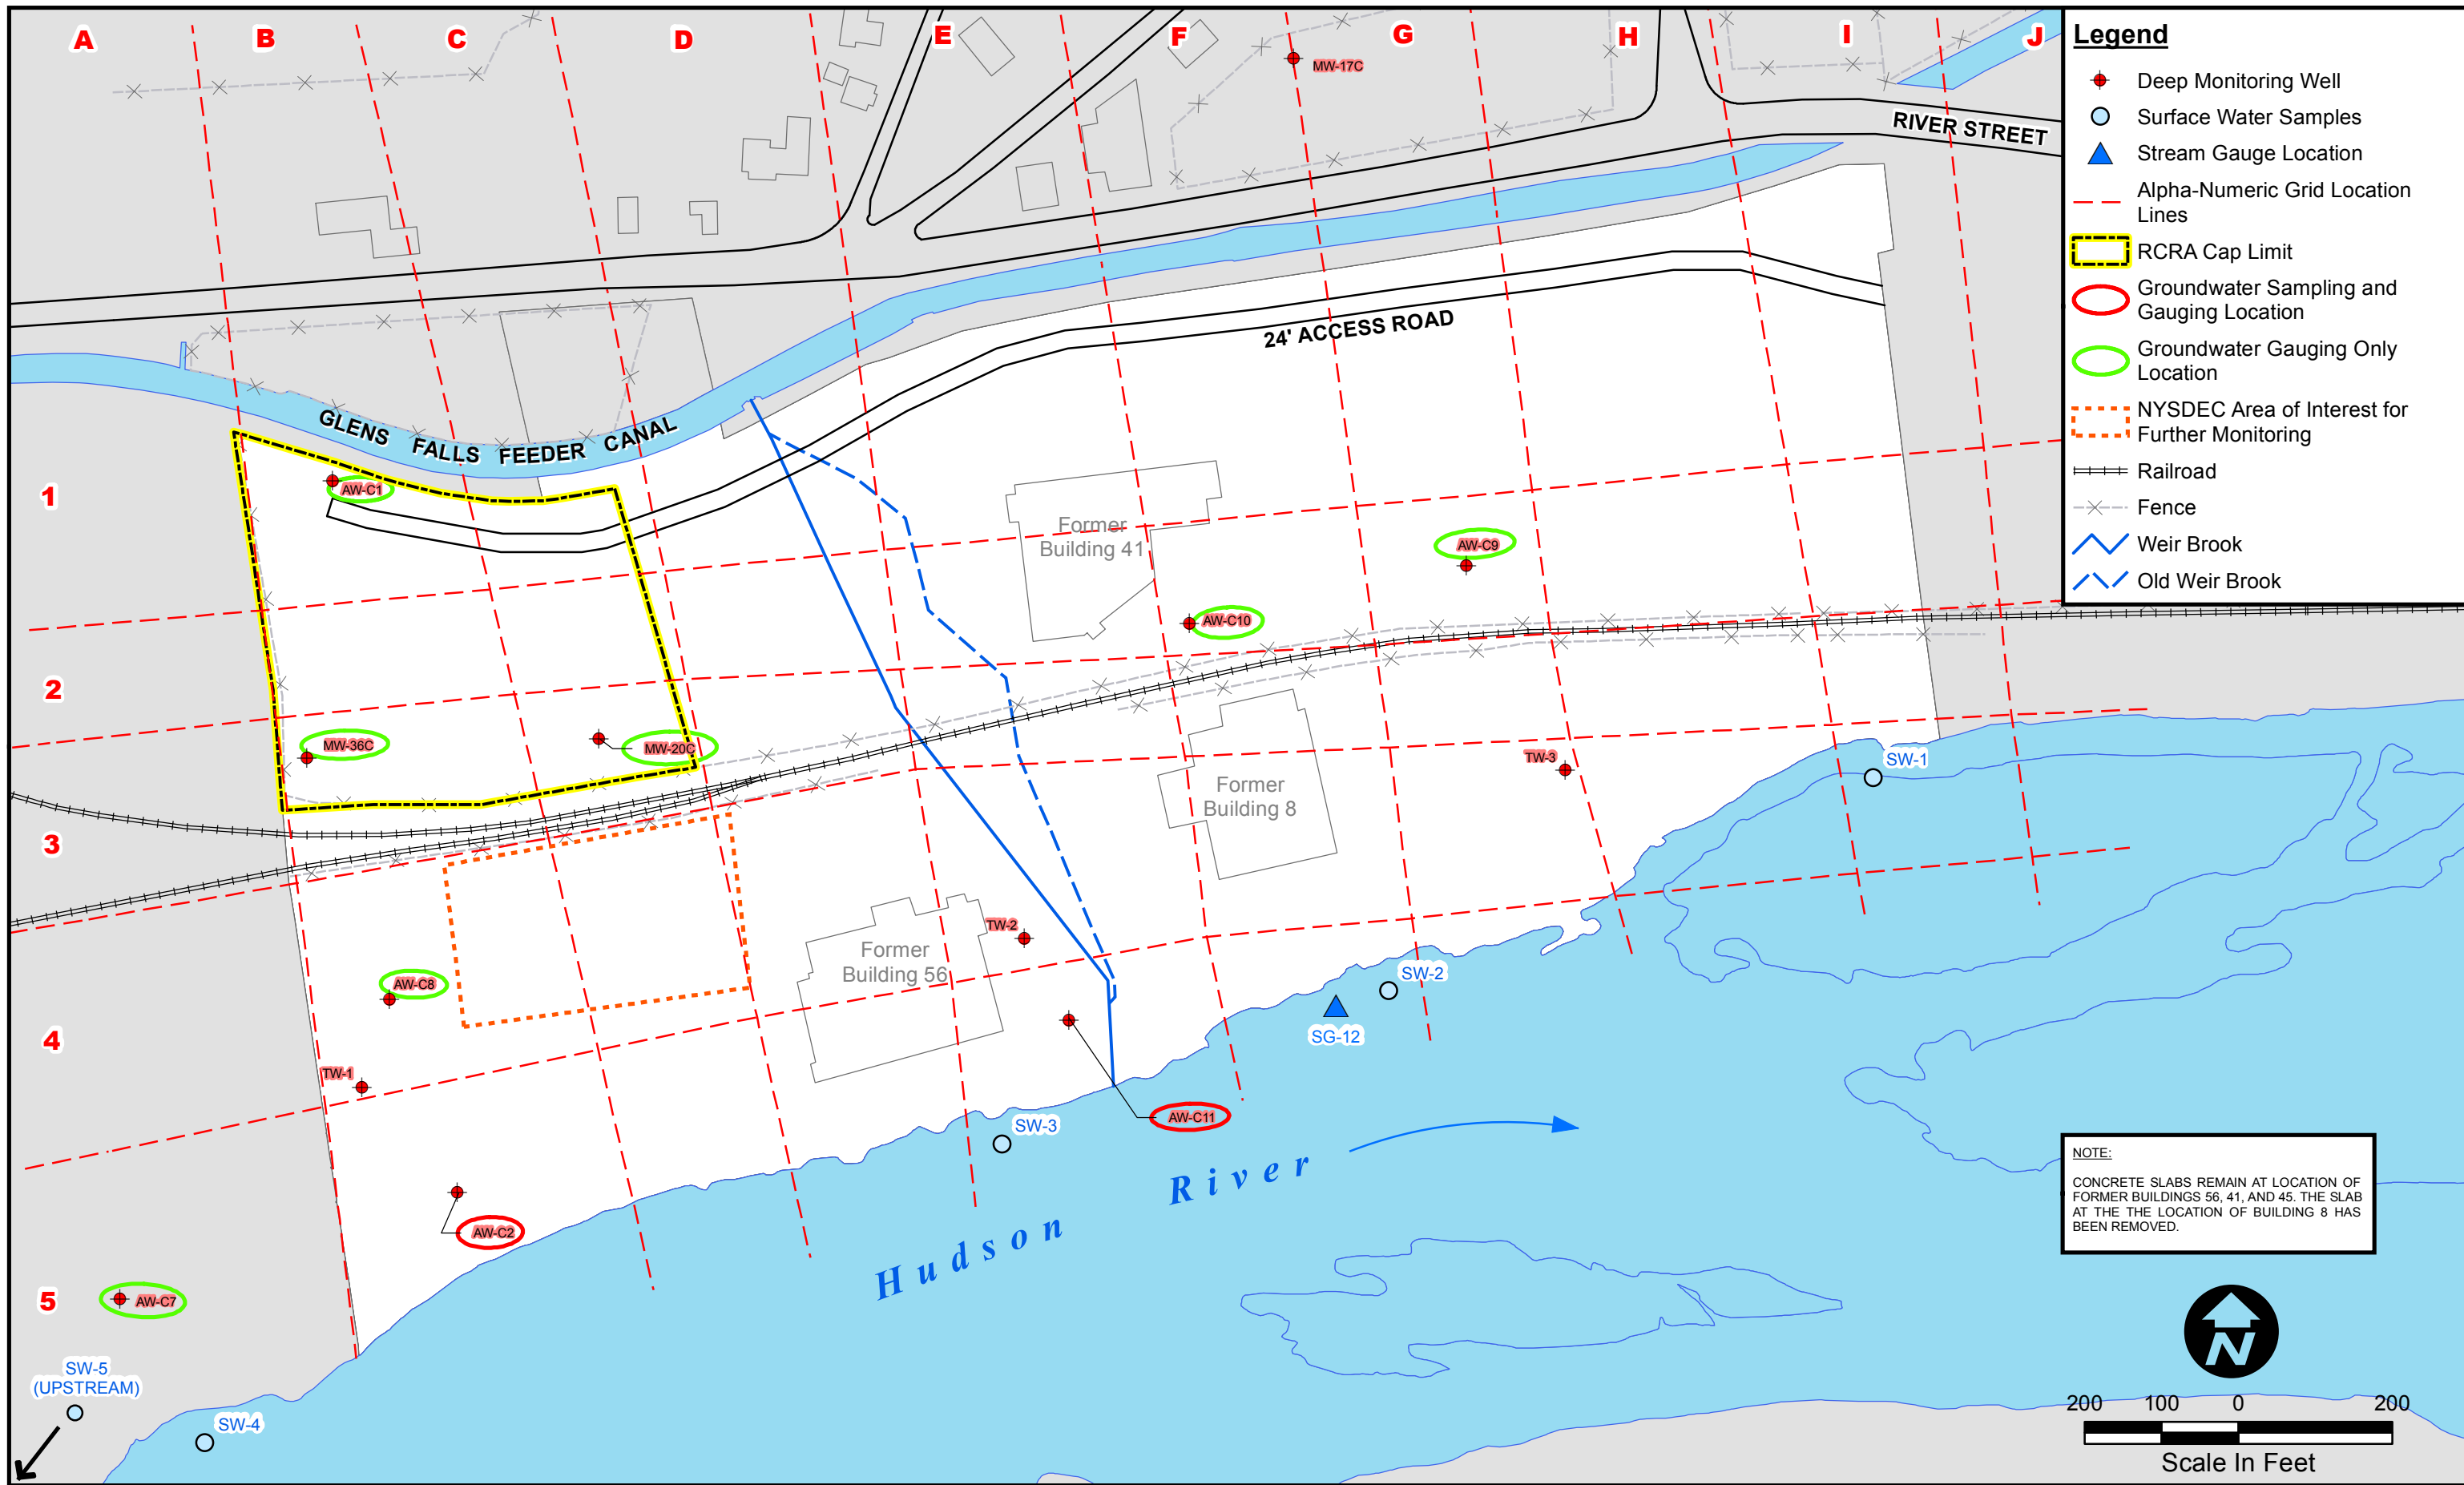 A
B
C
D
E
F
G
H
I
J
MW-17C
RIVER STREET
24' ACCESS ROAD
GLENS FALLS FEEDER CANAL
1
AW-C1
Former
Building 41
AW-C9
AW-C10
2
MW-36C
MW-20C
TW-3
SW-1
Former
Building 8
3
TW-2
Former
Building 56
AW-C8
SW-2
SG-12
4
TW-1
AW-C11
SW-3
AW-C2
Hudson River
5
AW-C7
SW-5
(UPSTREAM)
SW-4
Legend
Deep Monitoring Well
Surface Water Samples
Stream Gauge Location
Alpha-Numeric Grid Location
Lines
RCRA Cap Limit
Groundwater Sampling and
Gauging Location
Groundwater Gauging Only
Location
NYSDEC Area of Interest for
Further Monitoring
Railroad
Fence
Weir Brook
Old Weir Brook
NOTE:
CONCRETE SLABS REMAIN AT LOCATION OF
FORMER BUILDINGS 56, 41, AND 45. THE SLAB
AT THE THE LOCATION OF BUILDING 8 HAS
BEEN REMOVED.
N
200 100 0 200
Scale In Feet